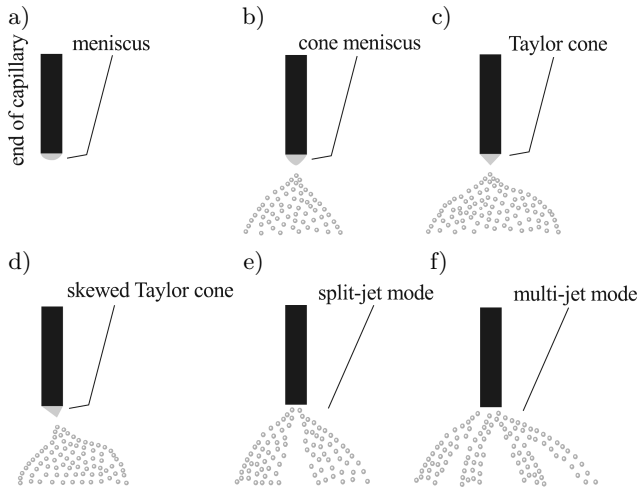 a)
end of capillary
meniscus
b)
cone meniscus
c)
Taylor cone
d)
skewed Taylor cone
e)
split-jet mode
f)
multi-jet mode